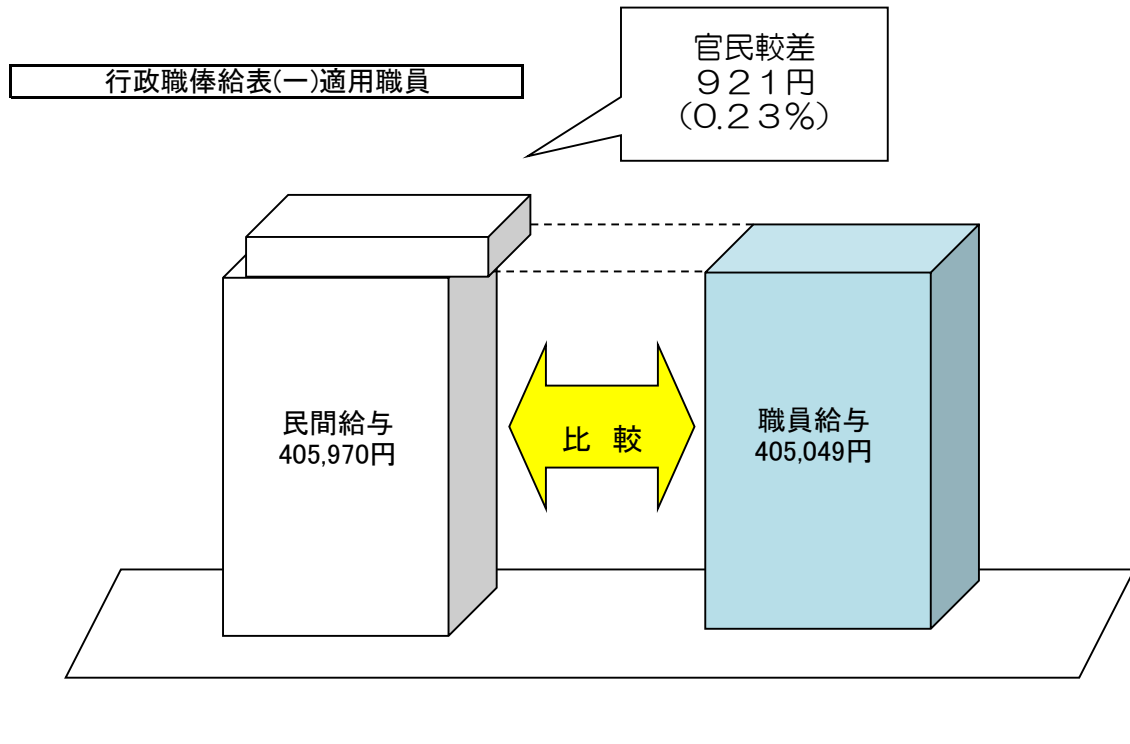 行政職俸給表(一)適用職員
官民較差
９２１円
（0.２３％）
民間給与
405,970円
比 較
職員給与
405,049円